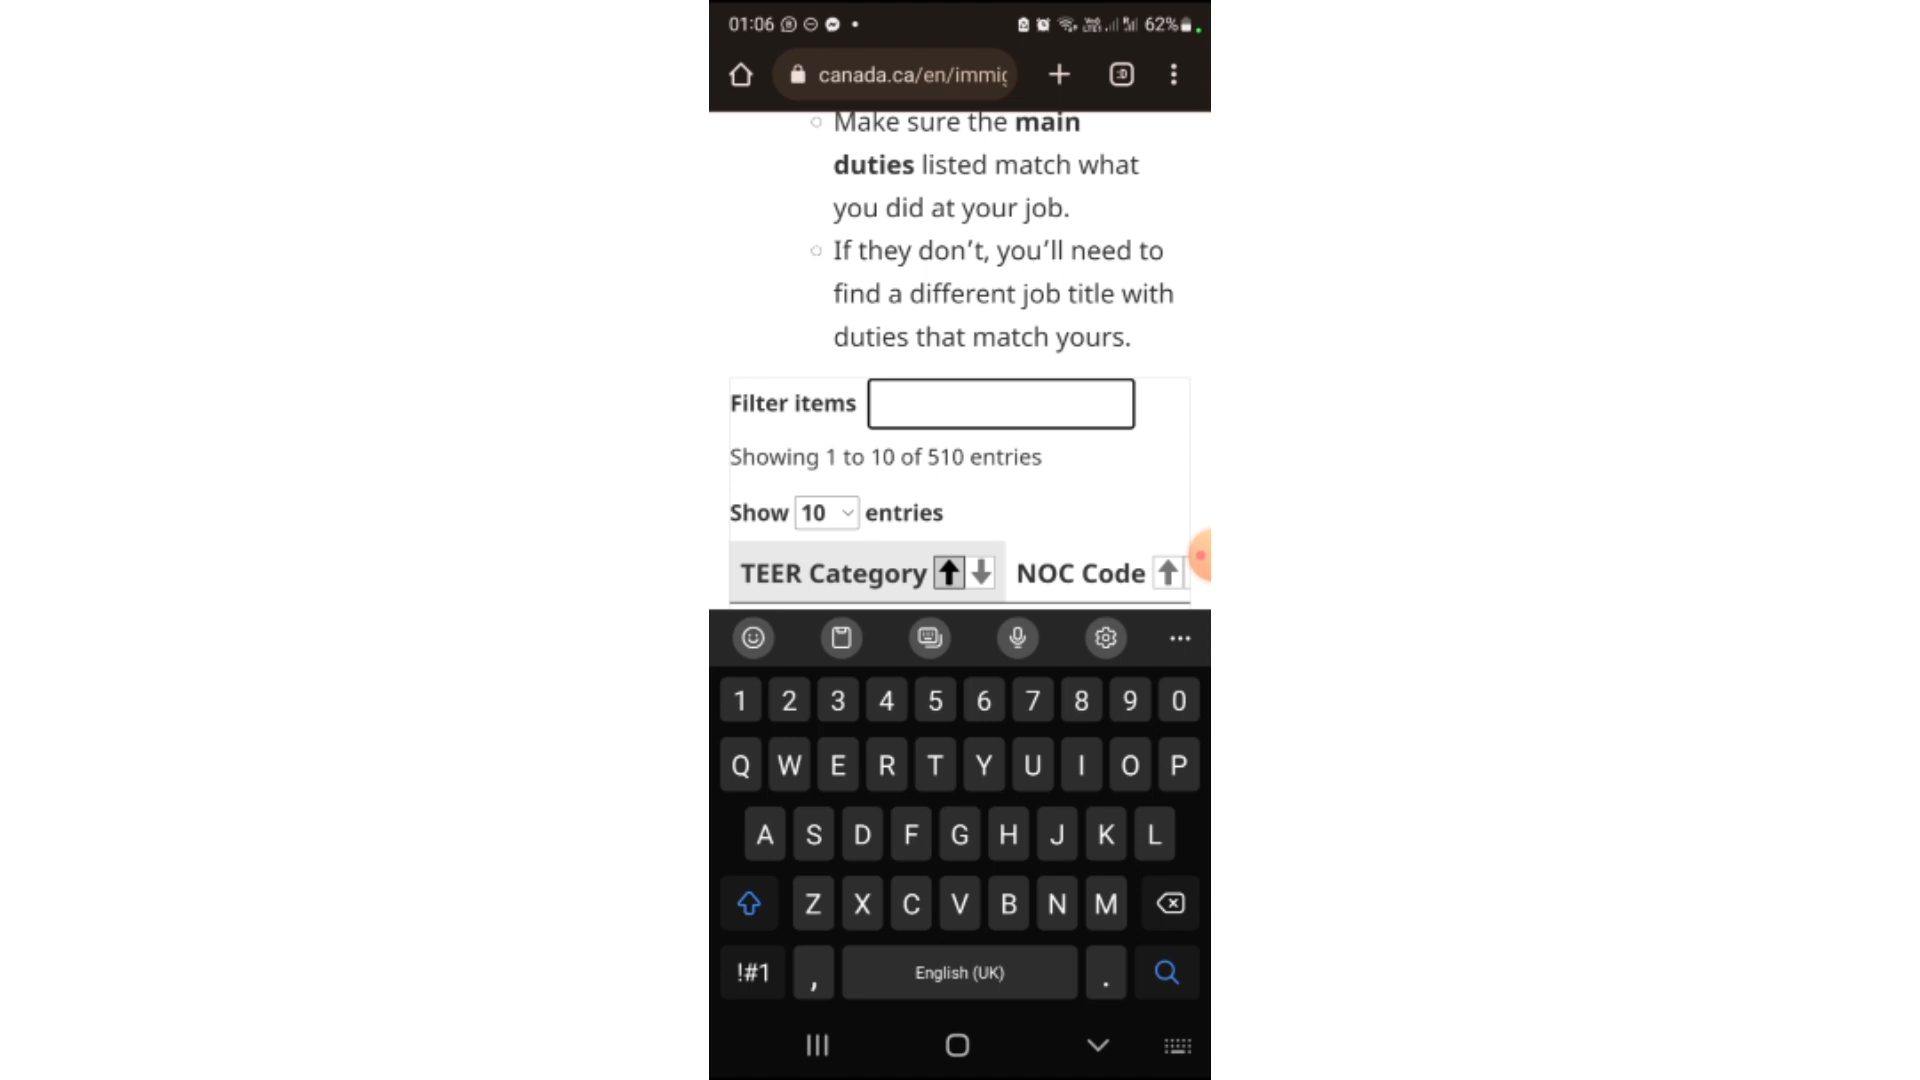 01:06 62%
canada.ca/en/immig :D
Make sure the main
duties listed match what
you did at your job.
If they don’t, you’ll need to
find a different job title with
duties that match yours.
Filter items
Showing 1 to 10 of 510 entries
Show 10 entries
TEER Category NOC Code
1 2 3 4 5 6 7 8 9 0
Q W E R T Y U I O P
A S D F G H J K L
Z X C V B N M
!#1 , English (UK) .